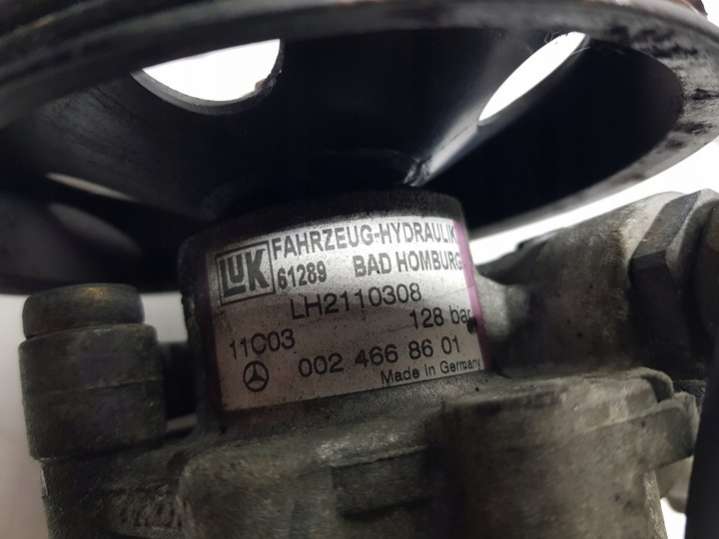 LUK FAHRZEUG-HYDRAULIK
61289 BAD HOMBURG
LH2110308
11C03 128 bar
002 466 86 01
Made In Germany